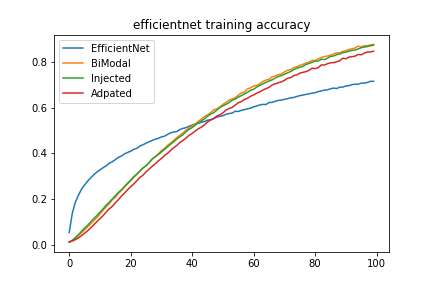 efficientnet training accuracy
EfficientNet
BiModal
Injected
Adpated
0.8
0.6
0.4
0.2
0.0
0 20 40 60 80 100